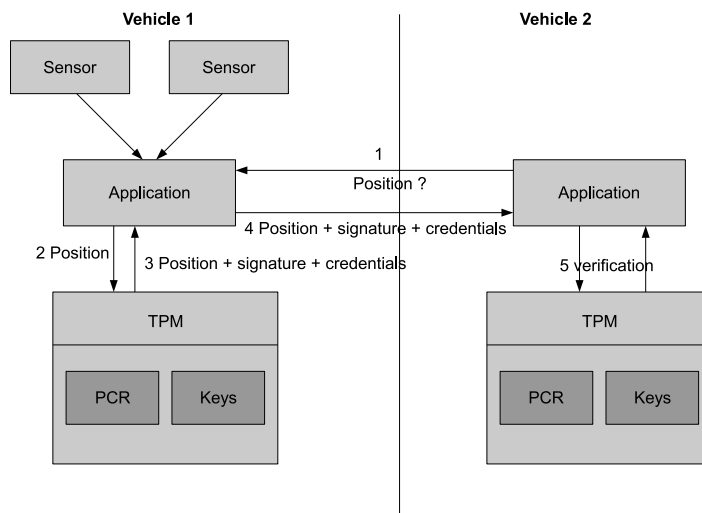 Vehicle 1
Vehicle 2
Sensor
Sensor
1
Application
Position ?
Application
4 Position + signature + credentials
2 Position
3 Position + signature + credentials
5 verification
TPM
TPM
PCR
Keys
PCR
Keys